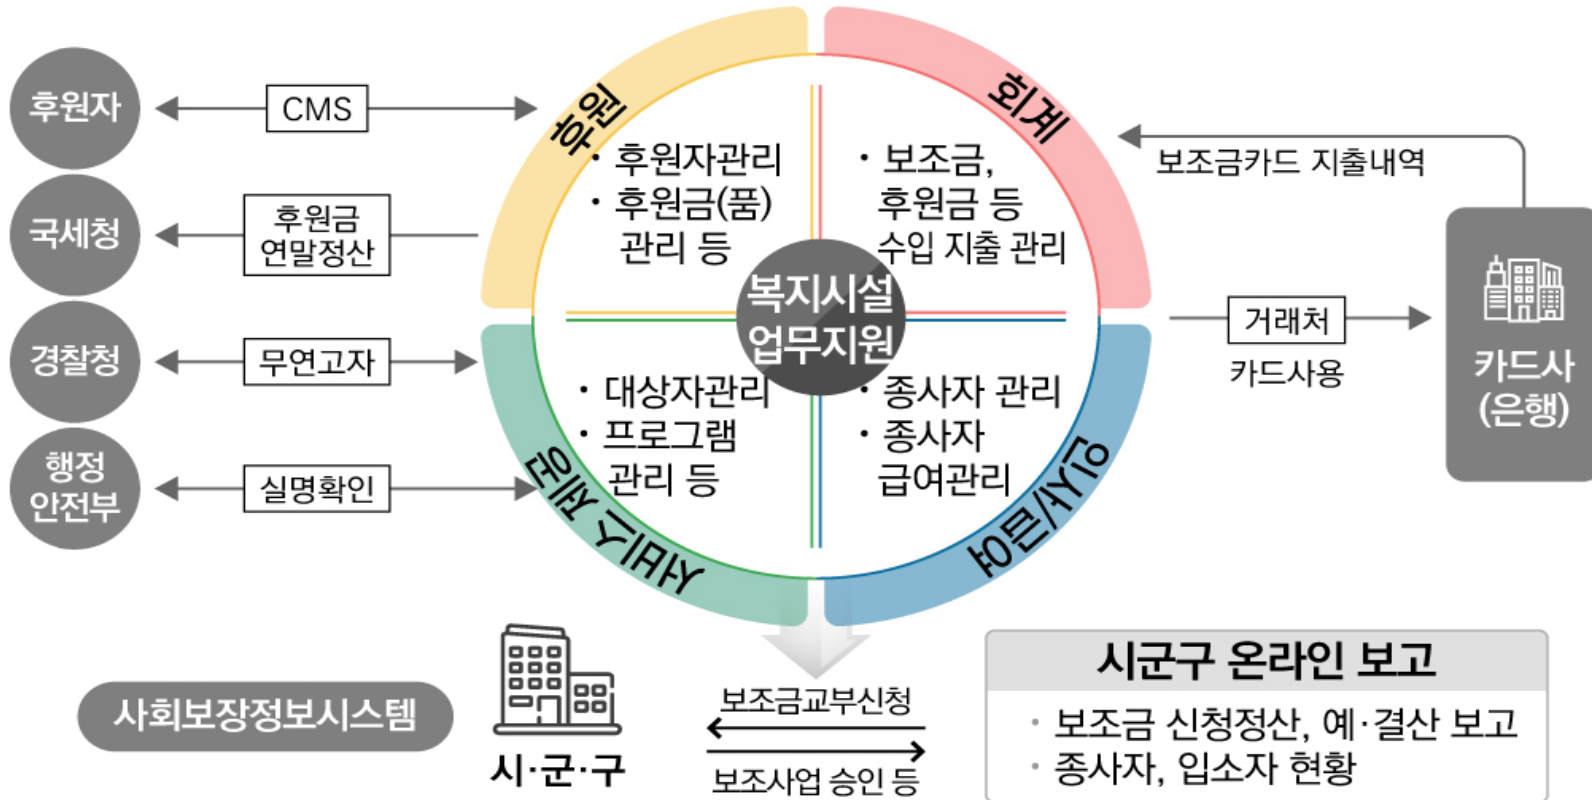 후원자
CMS
국세청
후원금
연말정산
경찰청
무연고자
행정
안전부
실명확인
후원
· 후원자관리
· 후원금(품)
관리 등
회계
· 보조금,
후원금 등
수입 지출 관리
복지시설
업무지원
서비스 제공
· 대상자관리
· 프로그램
관리 등
인사/급여
· 종사자 관리
· 종사자
급여관리
보조금카드 지출내역
거래처
카드사용
카드사
(은행)
사회보장정보시스템
시·군·구
보조금교부신청
보조사업 승인 등
시군구 온라인 보고
· 보조금 신청정산, 예·결산 보고
· 종사자, 입소자 현황